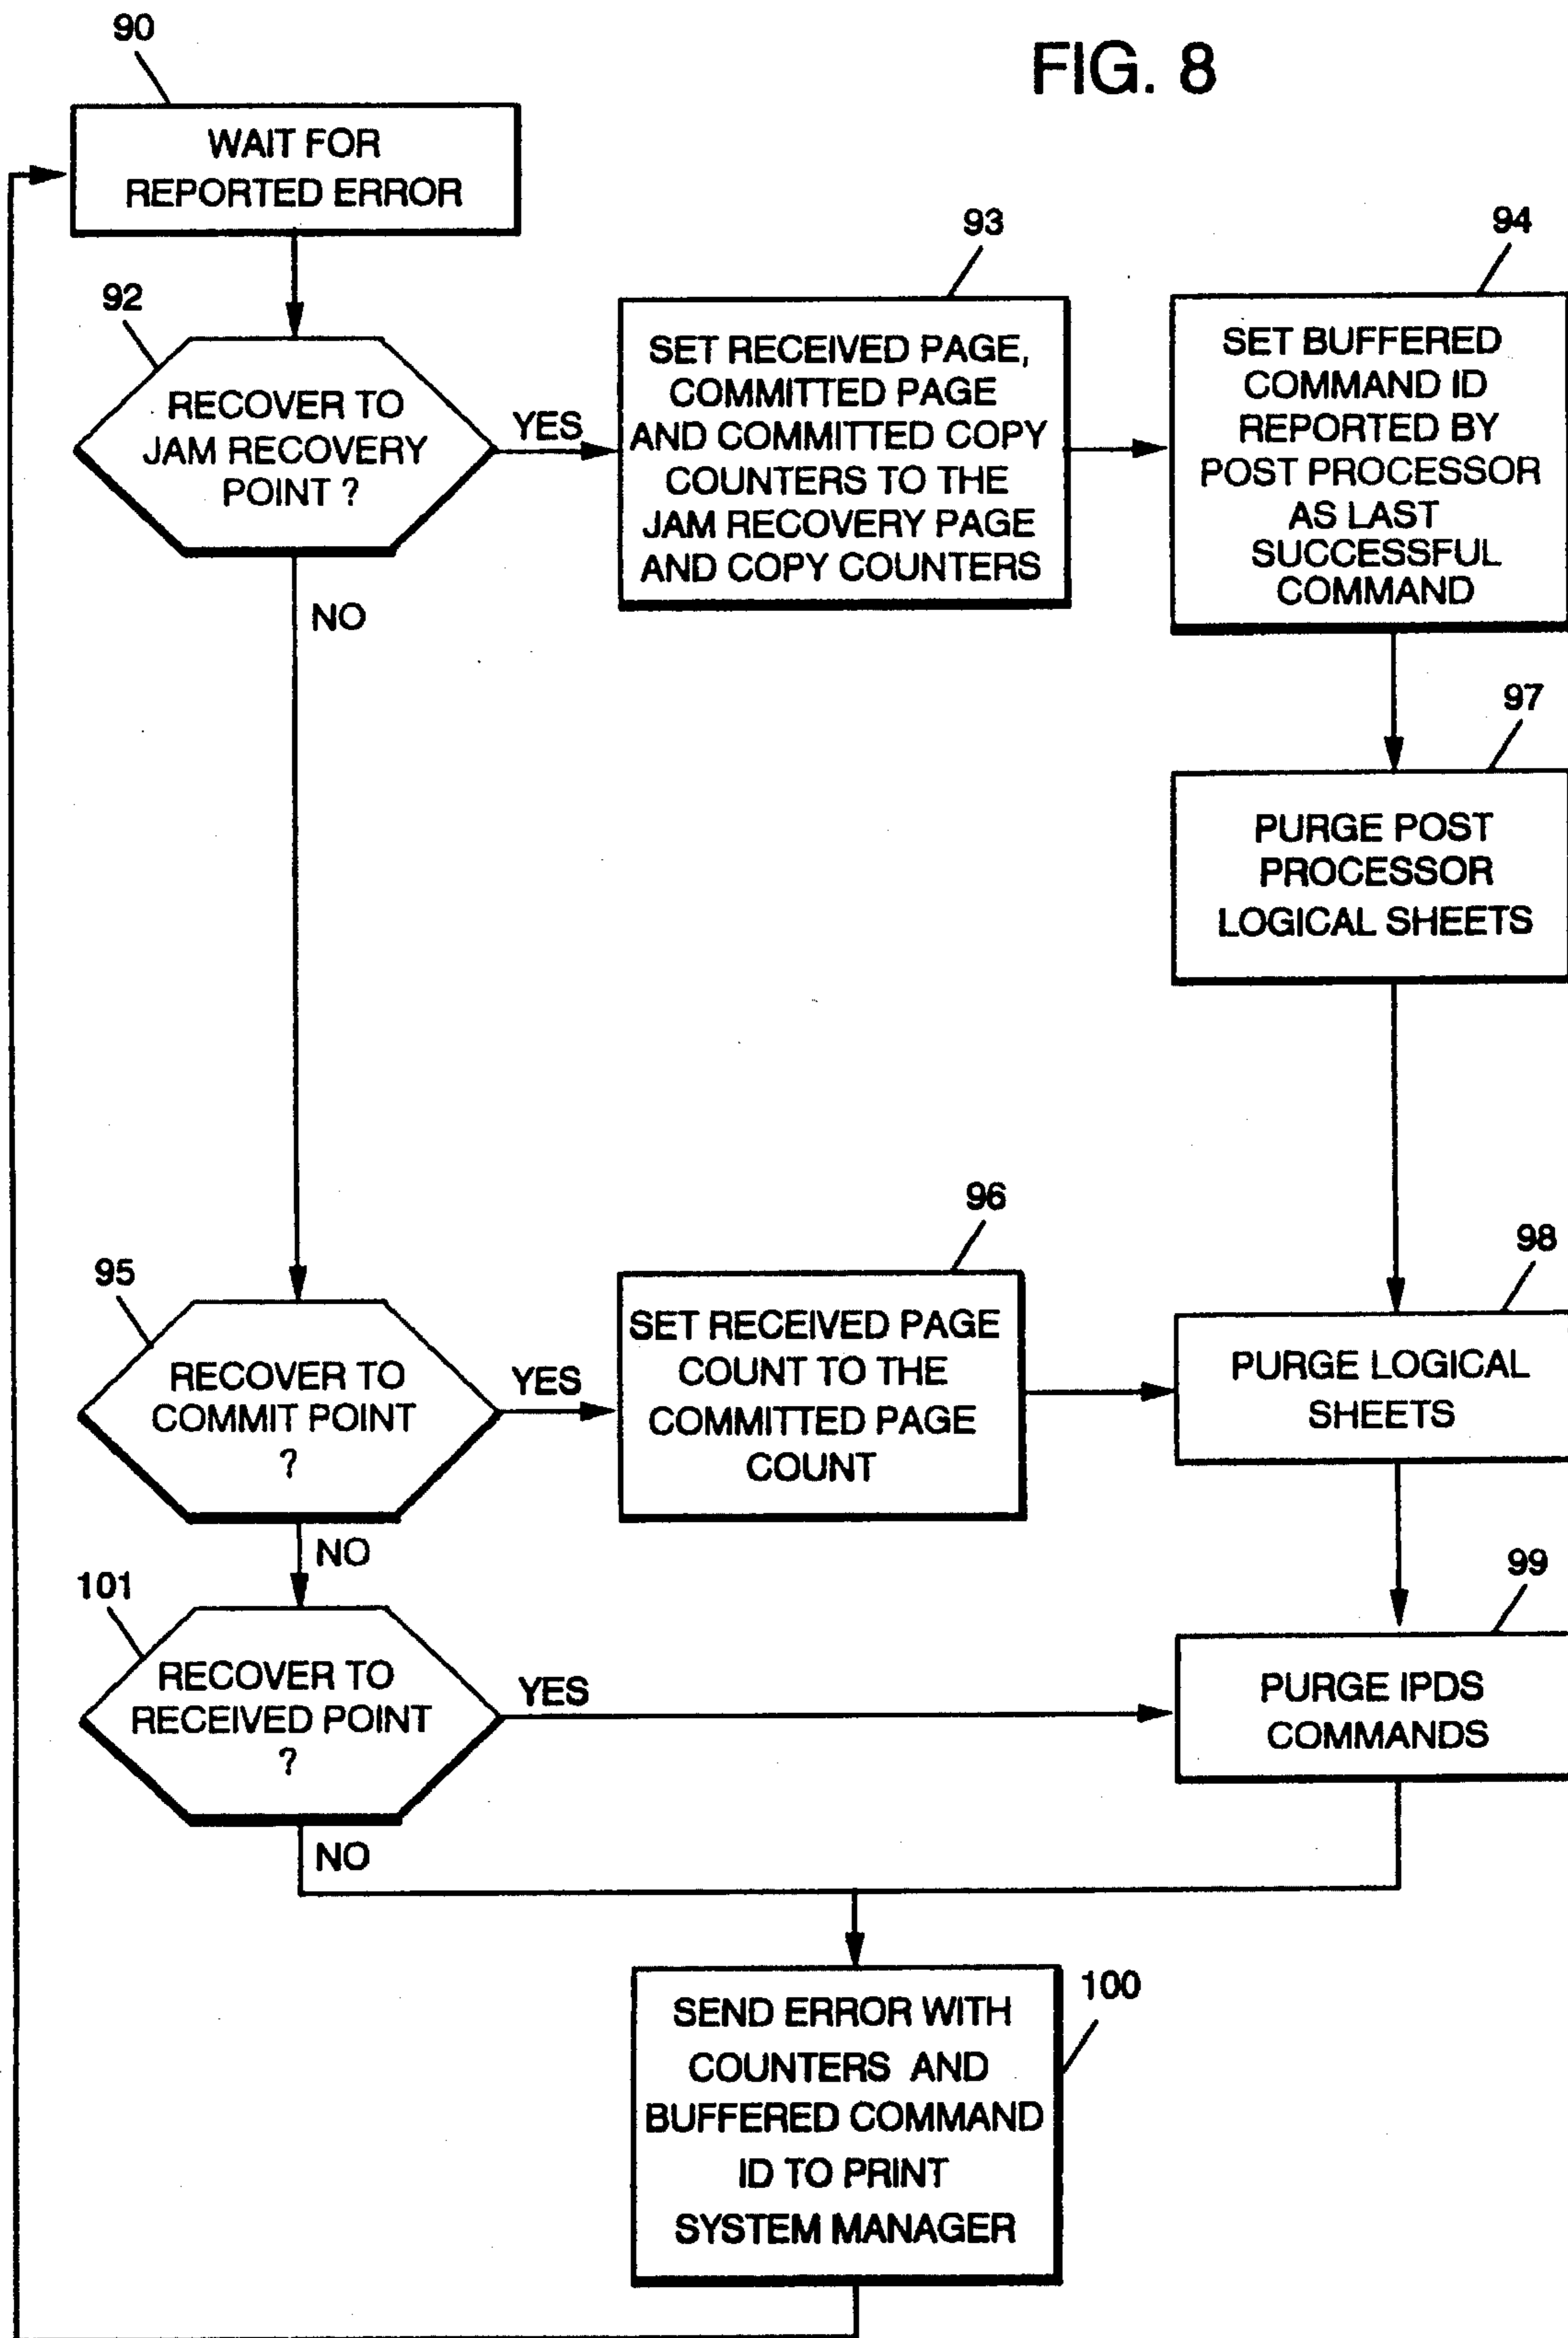 FIG. 8
90
WAIT FOR
REPORTED ERROR
92
RECOVER TO
JAM RECOVERY
POINT ?
YES
NO
93
SET RECEIVED PAGE,
COMMITTED PAGE
AND COMMITTED COPY
COUNTERS TO THE
JAM RECOVERY PAGE
AND COPY COUNTERS
94
SET BUFFERED
COMMAND ID
REPORTED BY
POST PROCESSOR
AS LAST
SUCCESSFUL
COMMAND
97
PURGE POST
PROCESSOR
LOGICAL SHEETS
95
RECOVER TO
COMMIT POINT
?
YES
NO
96
SET RECEIVED PAGE
COUNT TO THE
COMMITTED PAGE
COUNT
98
PURGE LOGICAL
SHEETS
101
RECOVER TO
RECEIVED POINT
?
YES
NO
99
PURGE IPDS
COMMANDS
100
SEND ERROR WITH
COUNTERS AND
BUFFERED COMMAND
ID TO PRINT
SYSTEM MANAGER